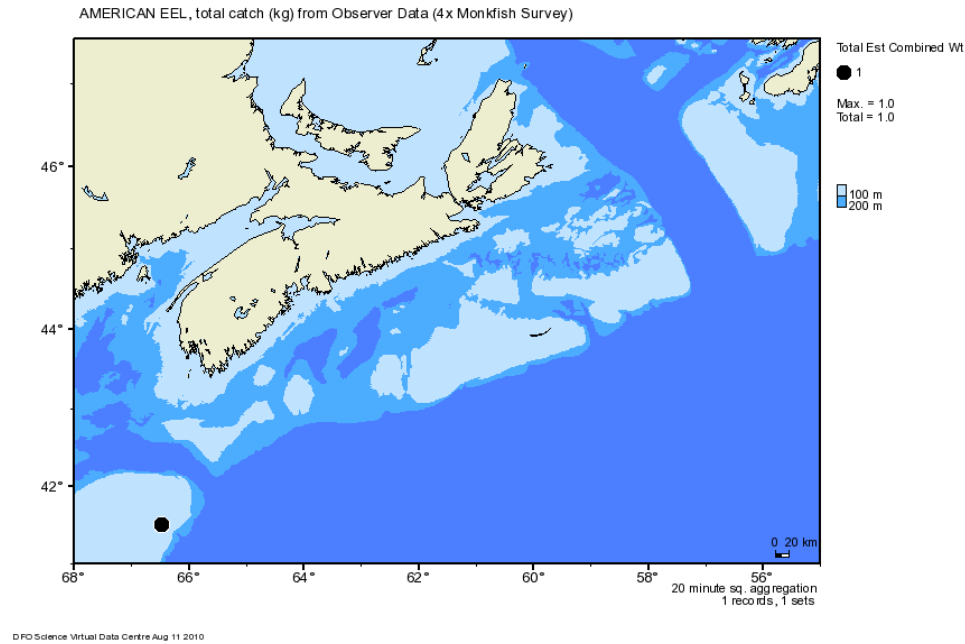 AMERICAN EEL, total catch (kg) from Observer Data (4x Monkfish Survey)
Total Est Combined Wt
1
Max. = 1.0
Total = 1.0
100 m
200 m
46°
44°
42°
0 20 km
68° 66° 64° 62° 60° 58° 56°
20 minute sq. aggregation
1 records, 1 sets
DFO Science Virtual Data Centre Aug 11 2010